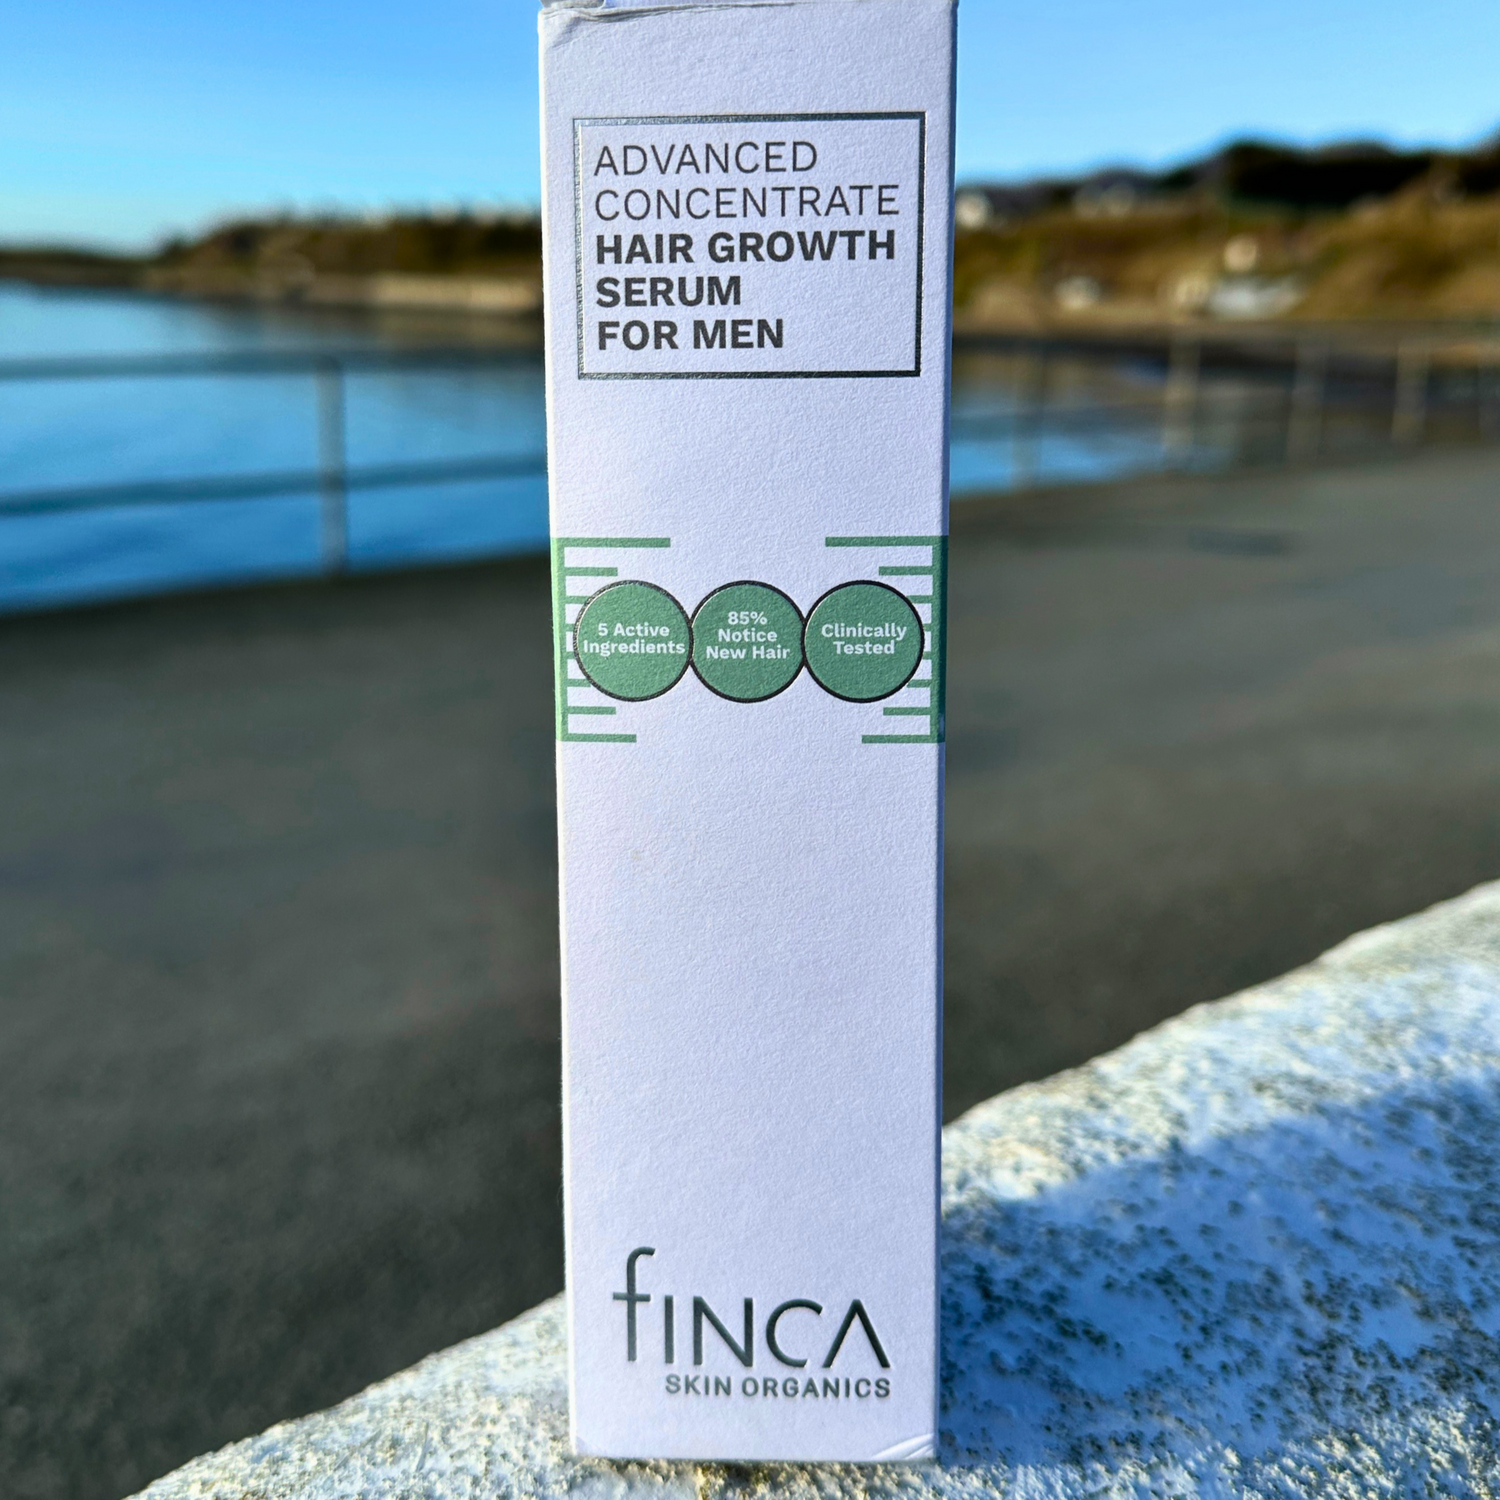 ADVANCED
CONCENTRATE
HAIR GROWTH
SERUM
FOR MEN
5 Active
Ingredients
85%
Notice
New Hair
Clinically
Tested
fINCA
SKIN ORGANICS